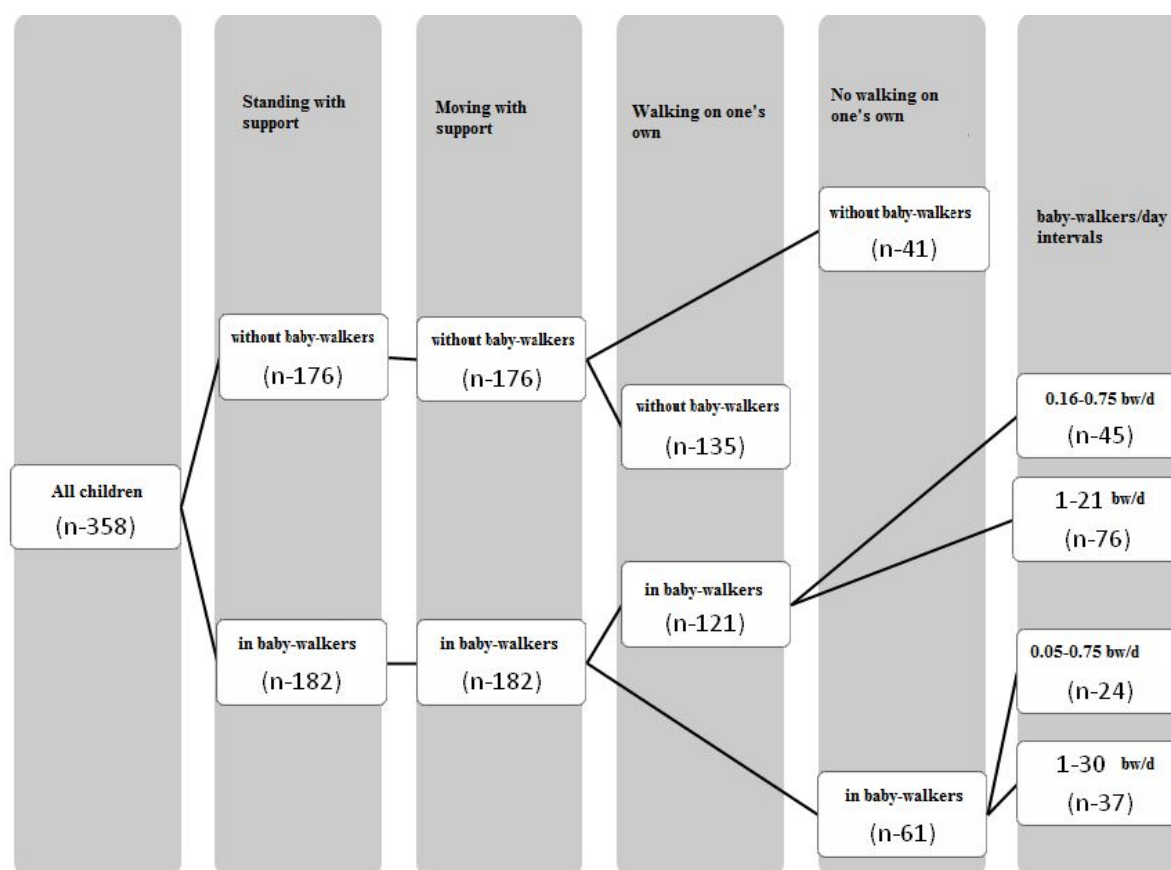 All children
(n-358)
Standing with
support
without baby-walkers
(n-176)
in baby-walkers
(n-182)
Moving with
support
without baby-walkers
(n-176)
in baby-walkers
(n-182)
Walking on one's
own
without baby-walkers
(n-135)
in baby-walkers
(n-121)
No walking on
one's own
without baby-walkers
(n-41)
in baby-walkers
(n-61)
baby-walkers/day
intervals
0.16-0.75 bw/d
(n-45)
1-21 bw/d
(n-76)
0.05-0.75 bw/d
(n-24)
1-30 bw/d
(n-37)